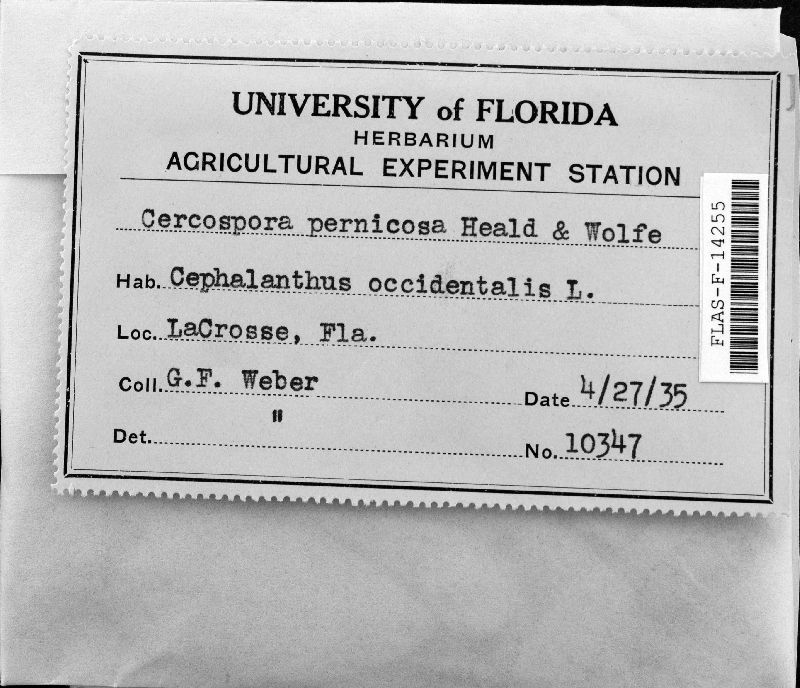 UNIVERSITY of FLORIDA
HERBARIUM
AGRICULTURAL EXPERIMENT STATION
Cercospora pernicosa Heald & Wolfe
Hab. Cephalanthus occidentalis L.
Loc. LaCrosse, Fla.
Coll. G.F. Weber Date 4/27/35
Det. " No. 10347
FLAS-F-14255